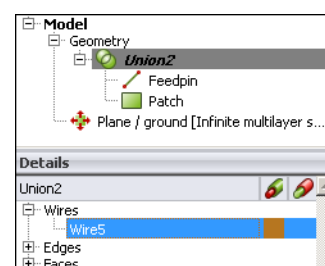 Model
Geometry
Union2
Feedpin
Patch
Plane / ground [Infinite multilayer s...
Details
Union2
Wires
Wire5
Edges
Faces